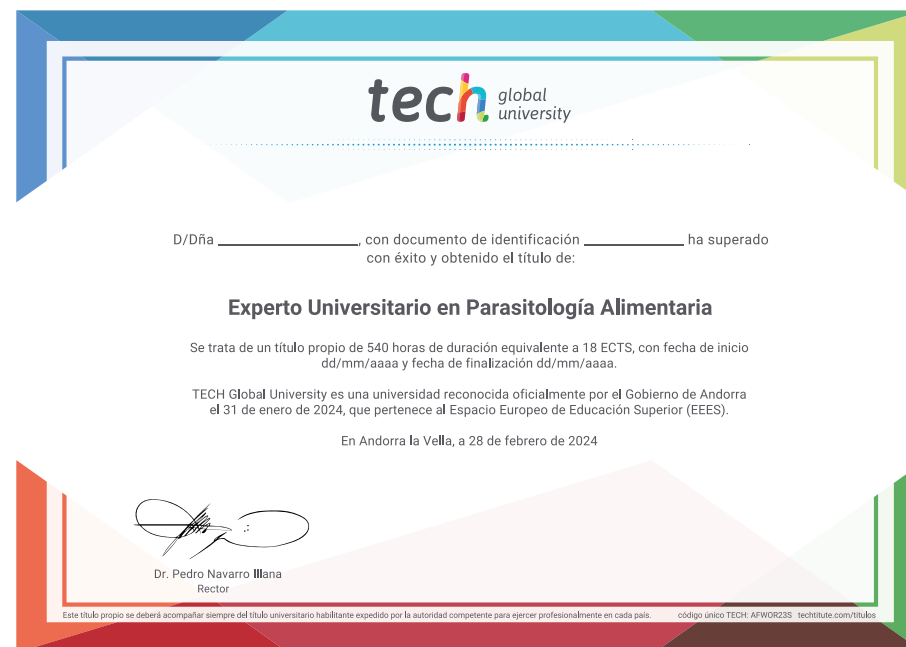 tech global university
D/Dña ____________________, con documento de identificación ______________ ha superado
con éxito y obtenido el título de:
Experto Universitario en Parasitología Alimentaria
Se trata de un título propio de 540 horas de duración equivalente a 18 ECTS, con fecha de inicio
dd/mm/aaaa y fecha de finalización dd/mm/aaaa.
TECH Global University es una universidad reconocida oficialmente por el Gobierno de Andorra
el 31 de enero de 2024, que pertenece al Espacio Europeo de Educación Superior (EEES).
En Andorra la Vella, a 28 de febrero de 2024
Dr. Pedro Navarro Illana
Rector
Este título propio se deberá acompañar siempre del título universitario habilitante expedido por la autoridad competente para ejercer profesionalmente en cada país. código único TECH: AFWOR23S techtitute.com/titulos